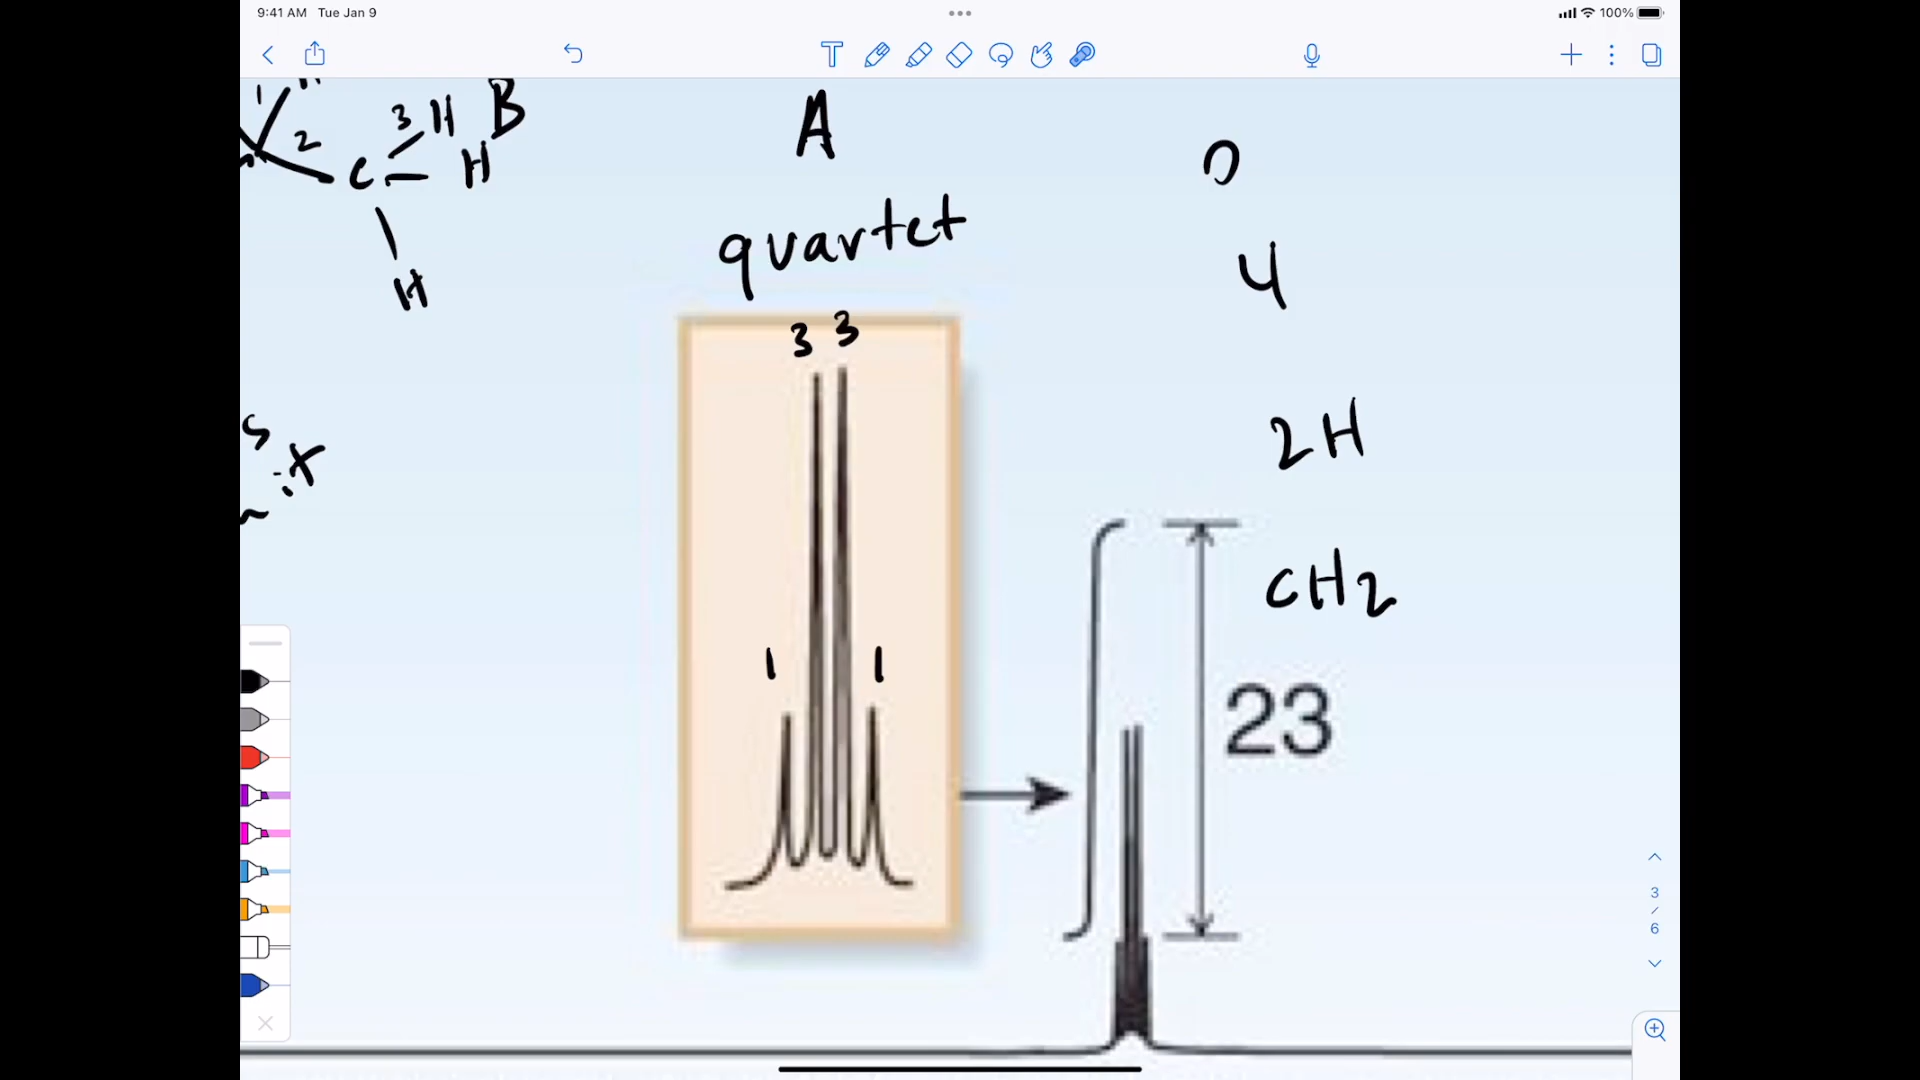 9:41 AM Tue Jan 9
100%
1
3 H B
A
2
C H
0
quartet
H
4
3 3
2H
CH2
1 1
23
3
/
6